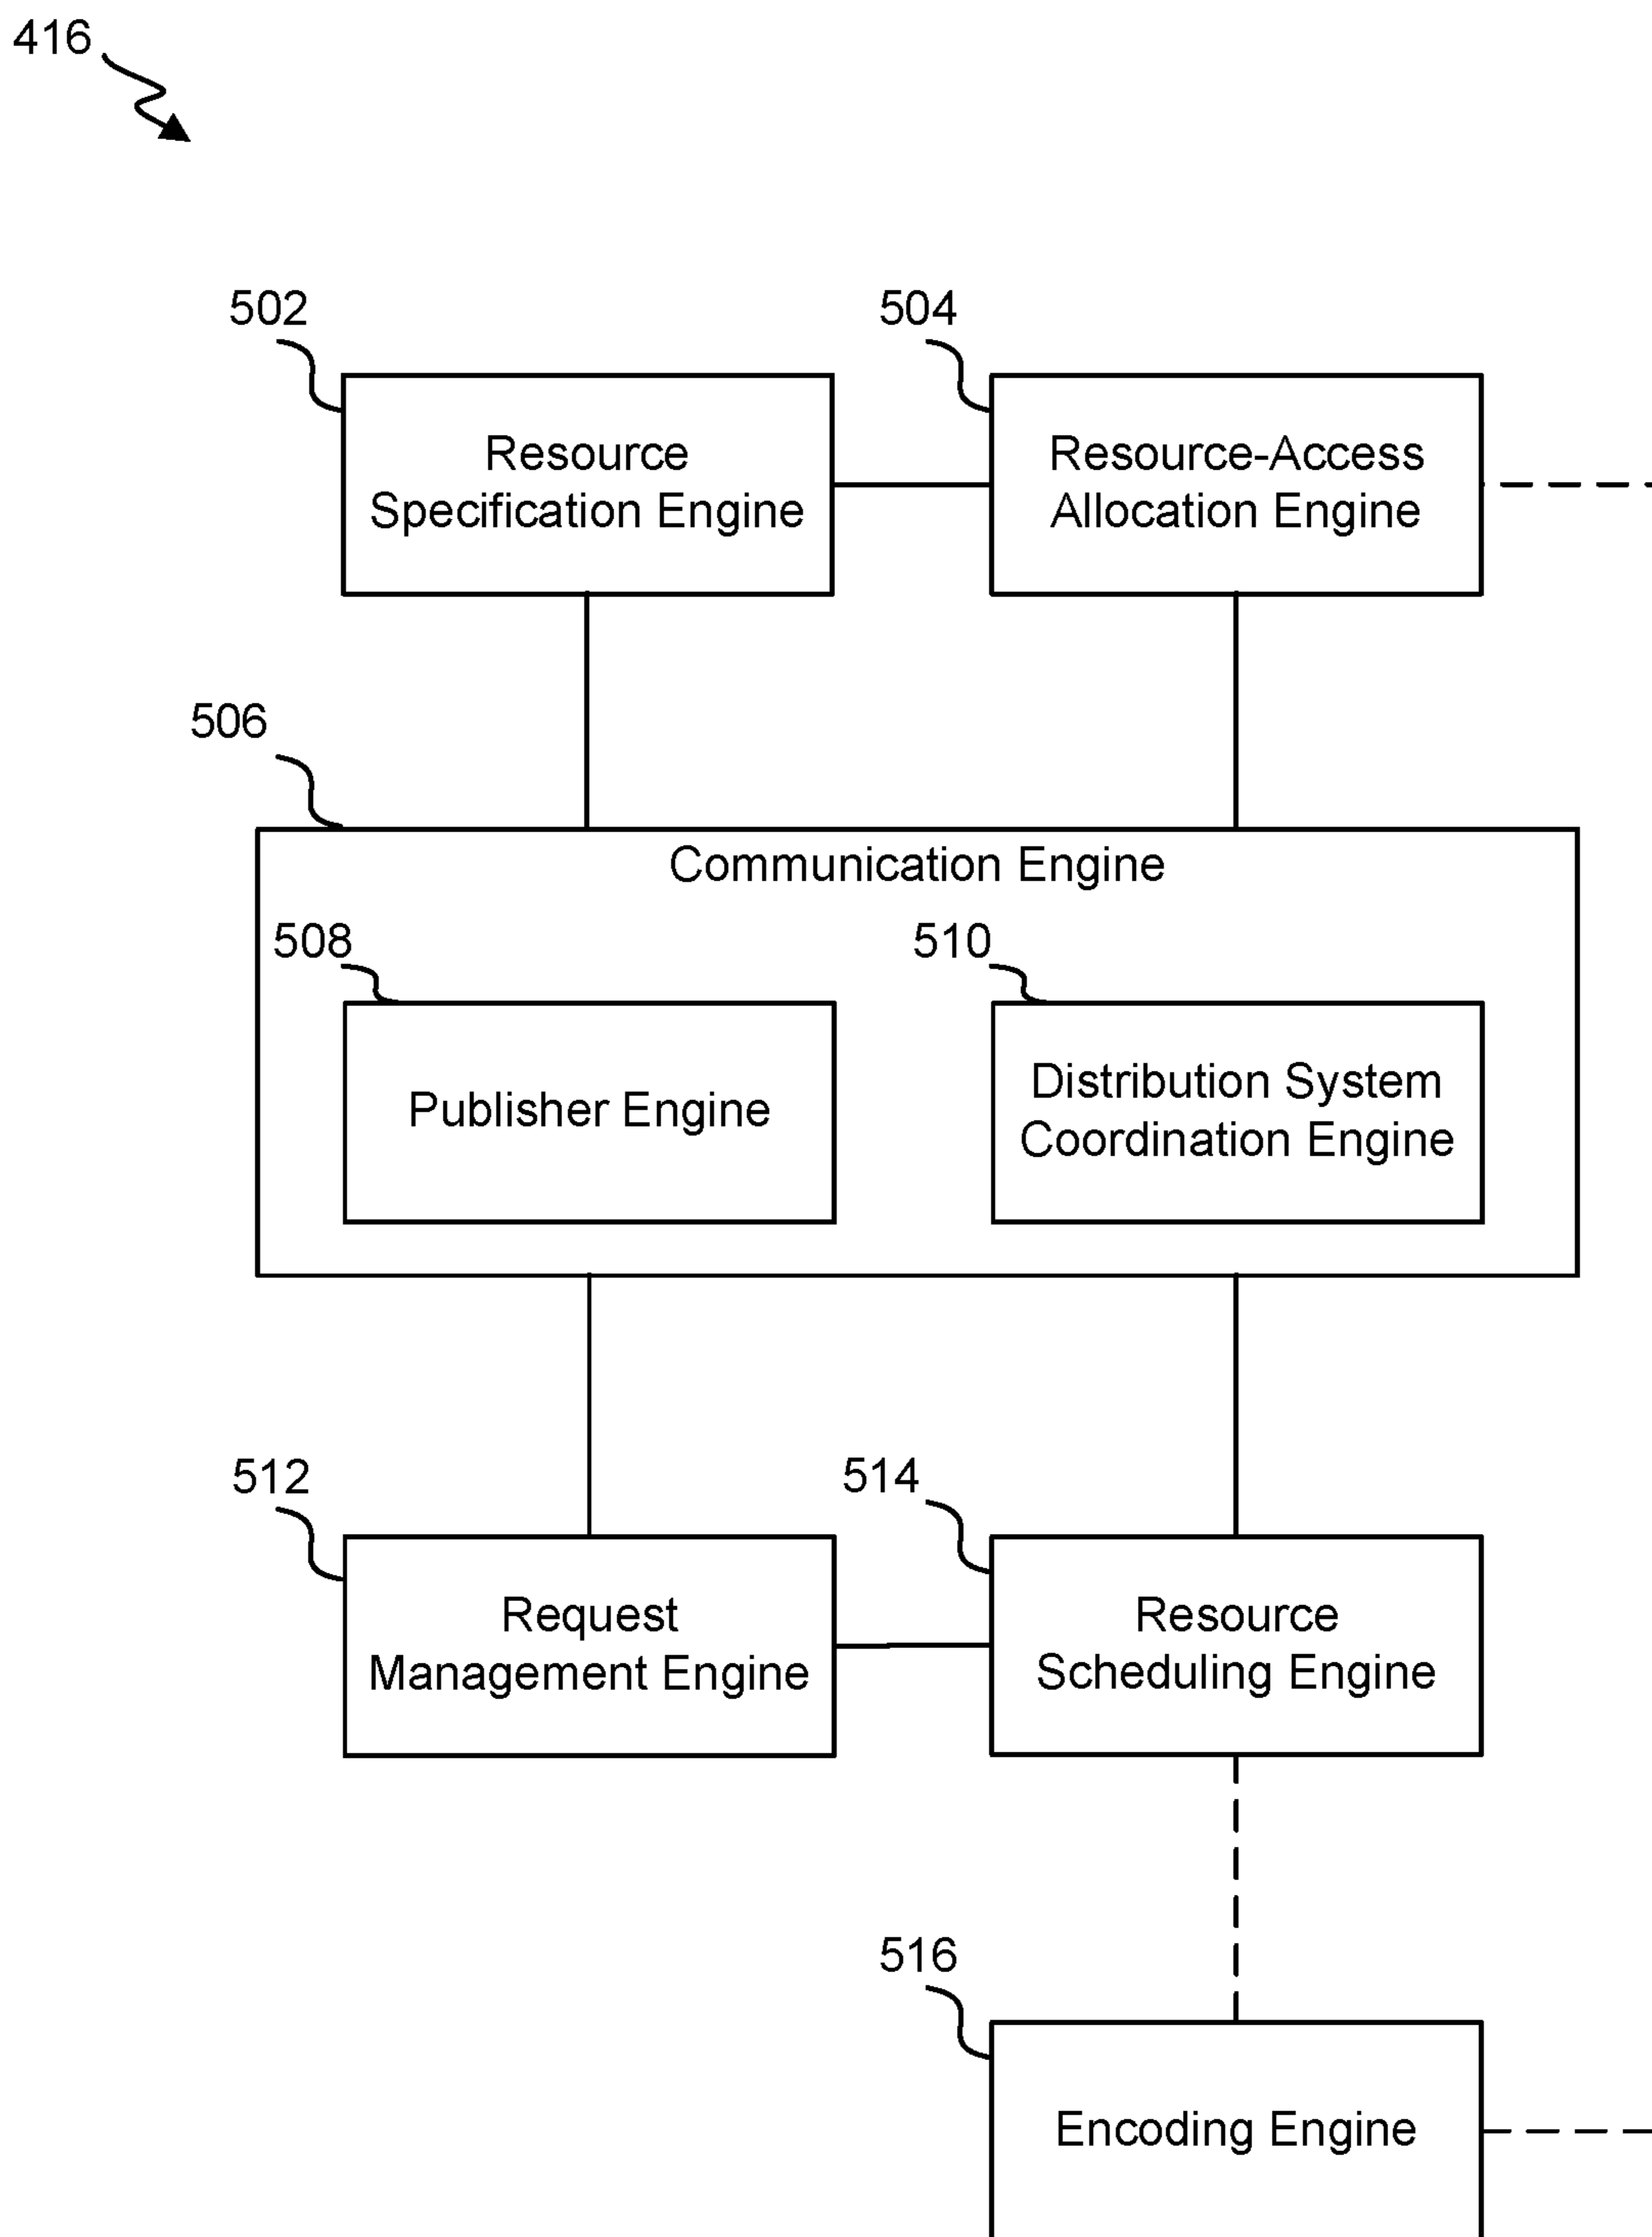 416
502
504
Resource
Specification Engine
Resource-Access
Allocation Engine
506
Communication Engine
508
510
Publisher Engine
Distribution System
Coordination Engine
512
514
Request
Management Engine
Resource
Scheduling Engine
516
Encoding Engine